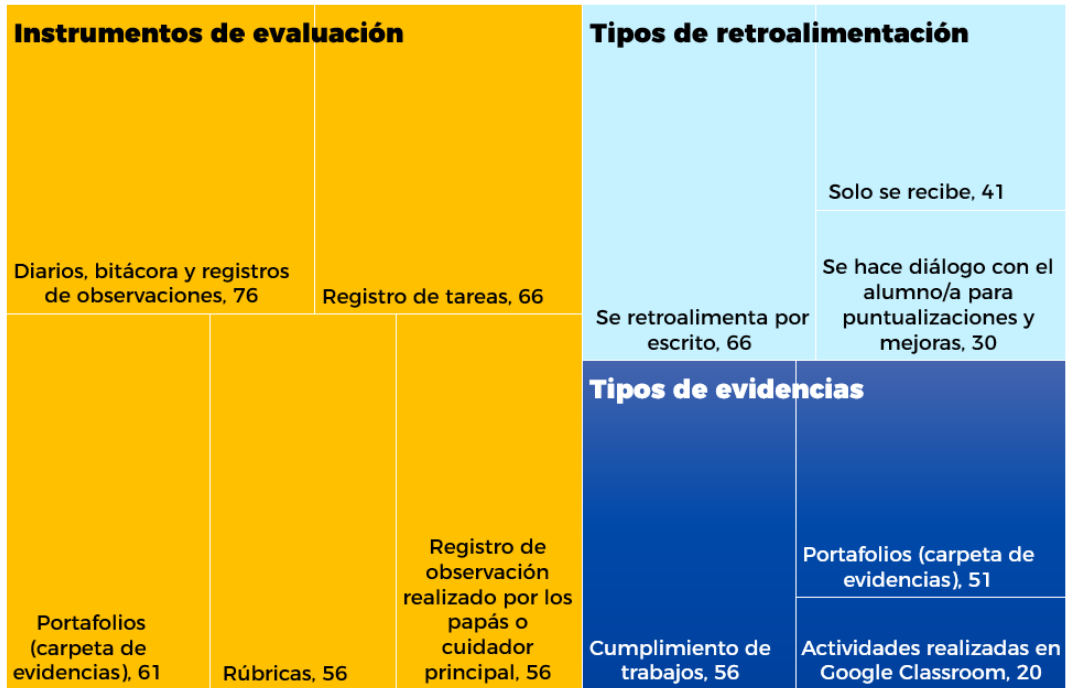 Instrumentos de evaluación
Diarios, bitácora y registros
de observaciones, 76
Registro de tareas, 66
Portafolios
(carpeta de
evidencias), 61
Rúbricas, 56
Registro de
observación
realizado por los
papás o
cuidador
principal, 56
Tipos de retroalimentación
Se retroalimenta por
escrito, 66
Solo se recibe, 41
Se hace diálogo con el
alumno/a para
puntualizaciones y
mejoras, 30
Tipos de evidencias
Cumplimiento de
trabajos, 56
Portafolios (carpeta de
evidencias), 51
Actividades realizadas en
Google Classroom, 20